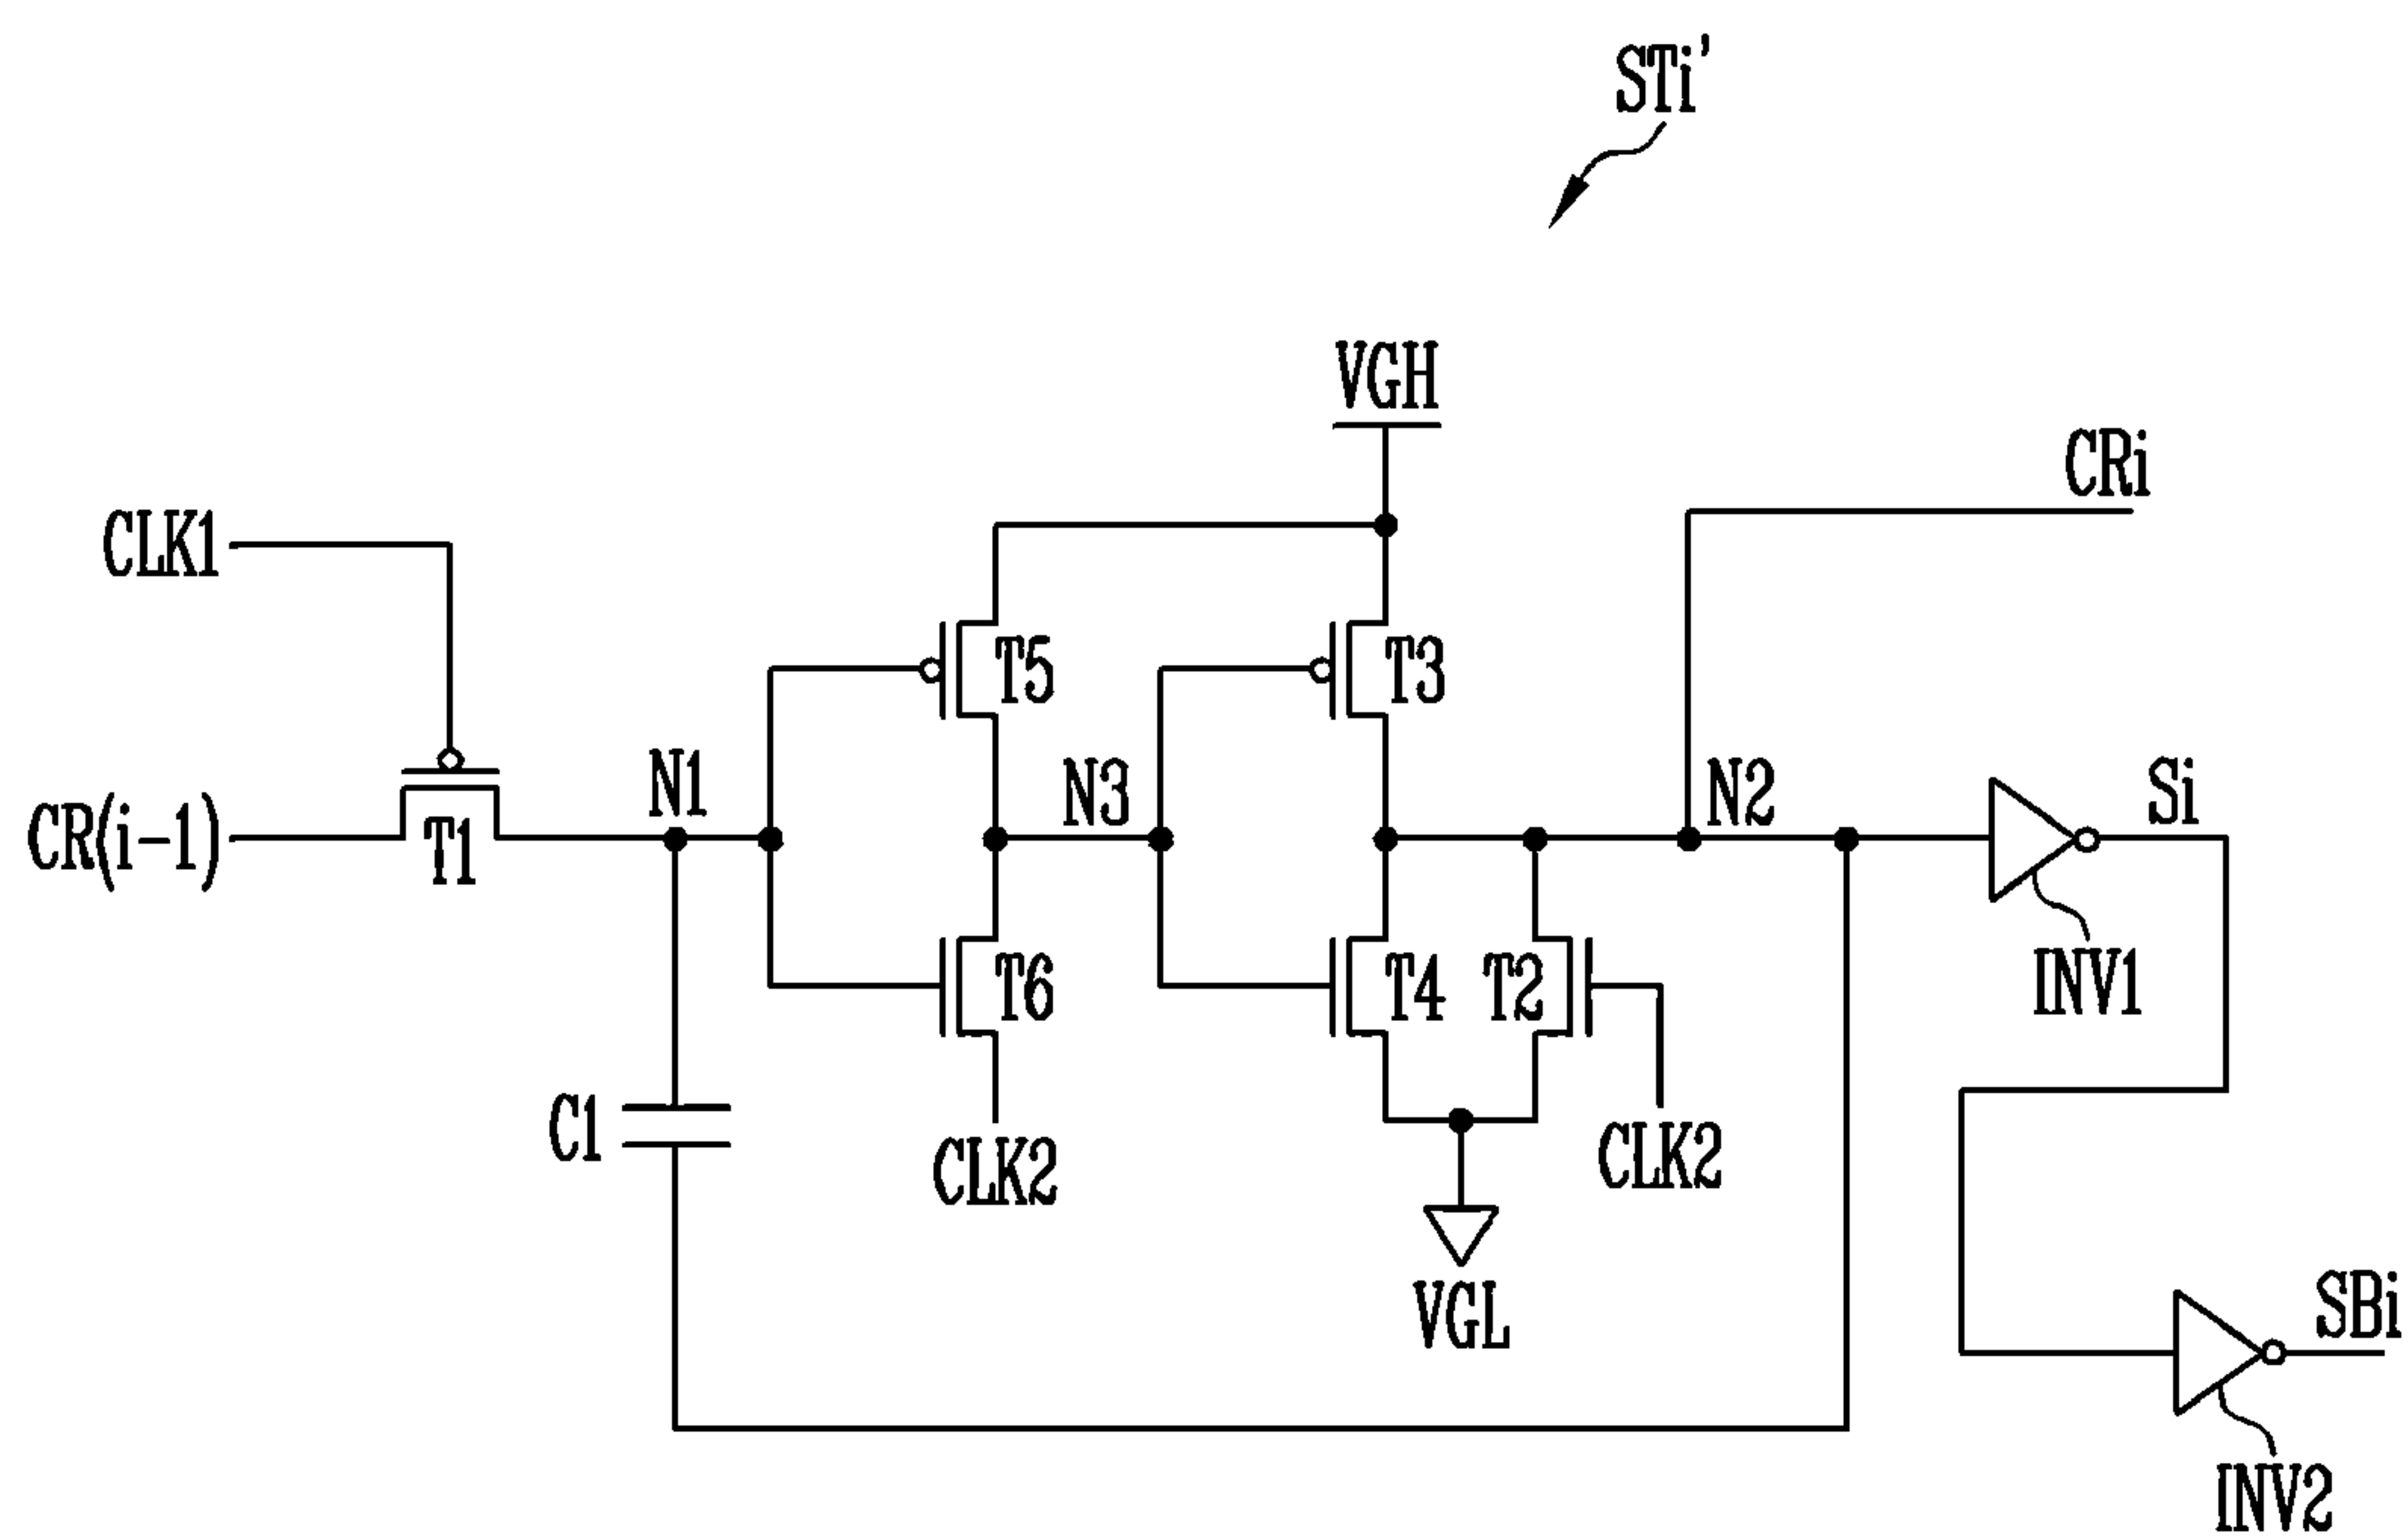 STi'
VGH
CRi
CLK1
T5
T3
N1
N3
N2
Si
CR(i-1)
T1
T6
T4
T2
INV1
C1
CLK2
CLK2
VGL
SBi
INV2